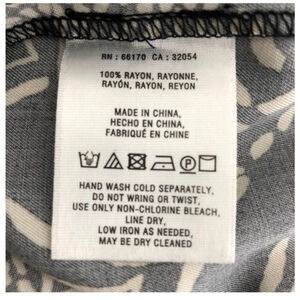 RN : 66170 CA : 32054
100% RAYON, RAYONNE,
RAYÓN, RAYON, REYON
MADE IN CHINA,
HECHO EN CHINA,
FABRIQUÉ EN CHINE
HAND WASH COLD SEPARATELY,
DO NOT WRING OR TWIST,
USE ONLY NON-CHLORINE BLEACH,
LINE DRY,
LOW IRON AS NEEDED,
MAY BE DRY CLEANED